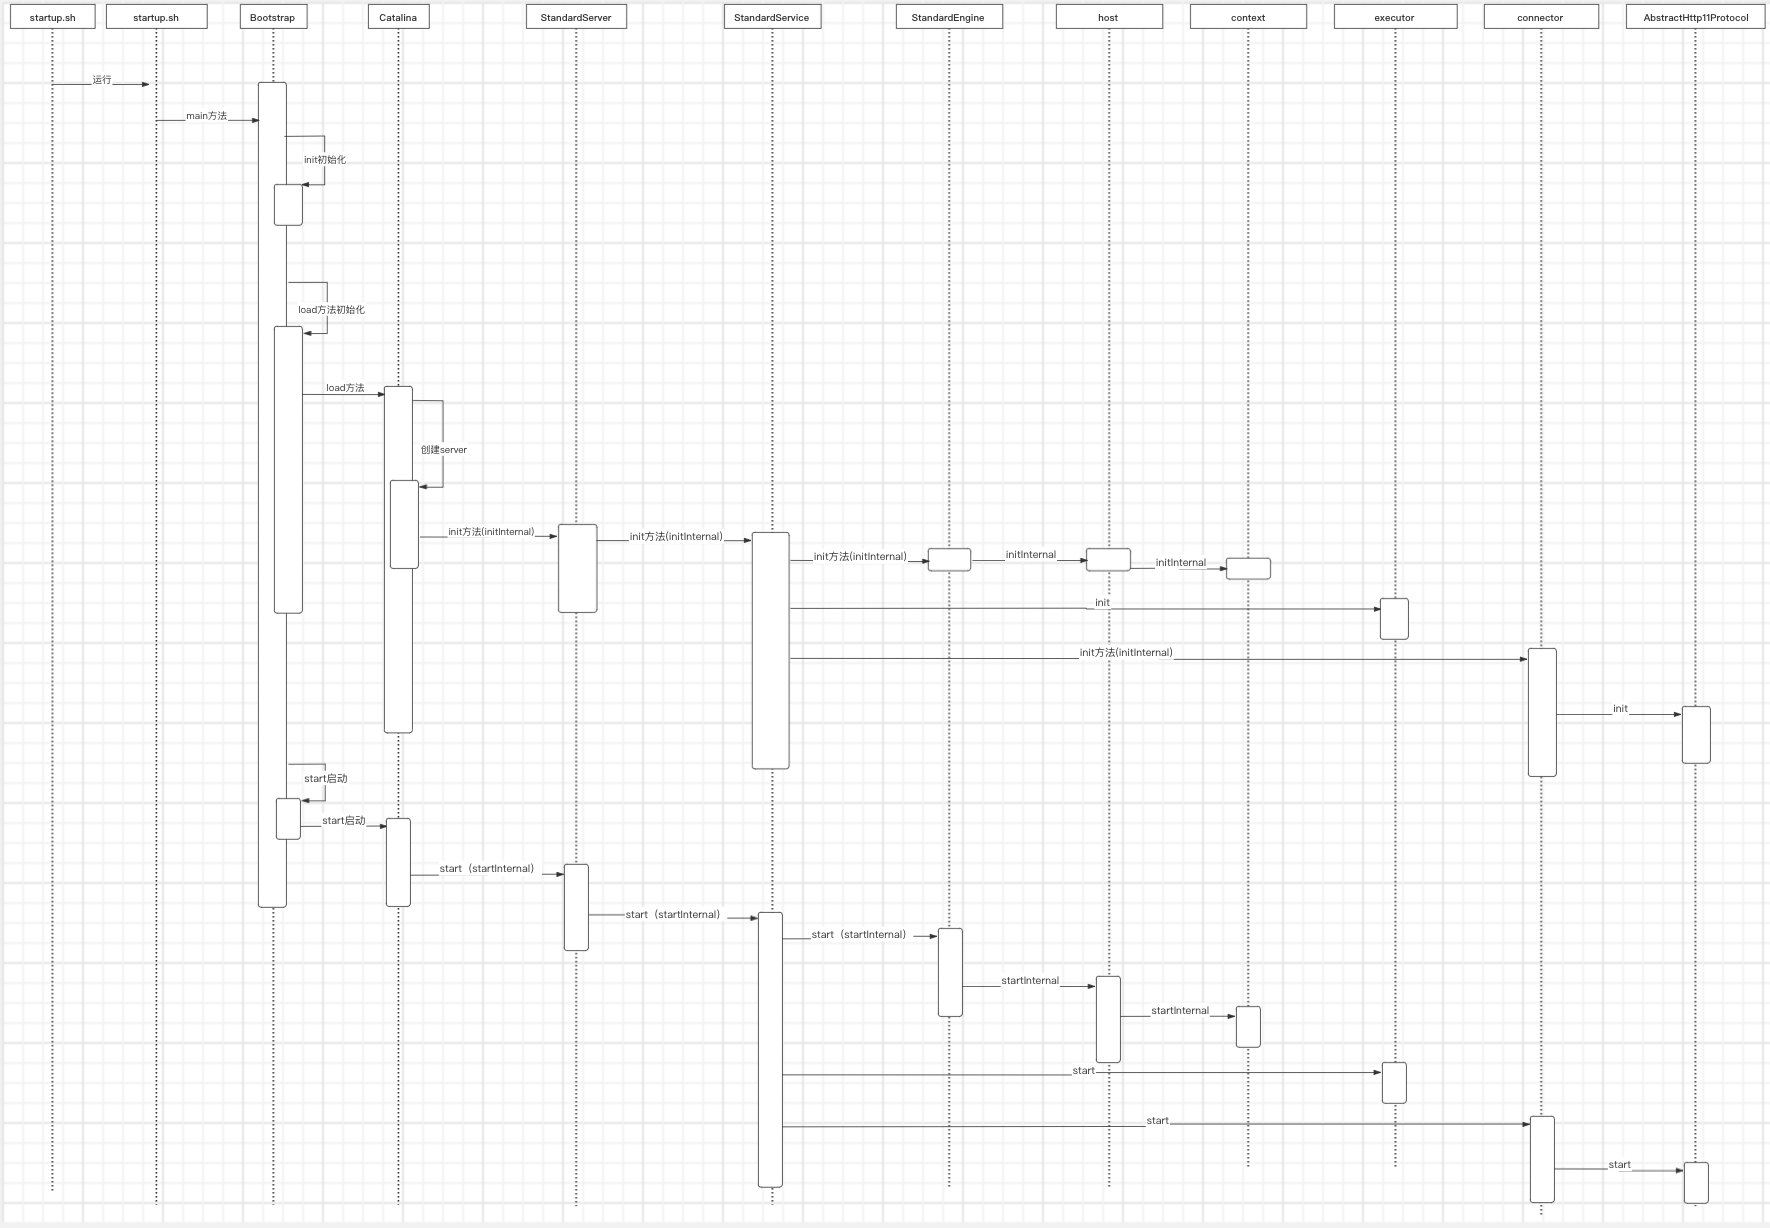 startup.sh
startup.sh
Bootstrap
Catalina
StandardServer
StandardService
StandardEngine
host
context
executor
connector
AbstractHttp11Protocol
运行
main方法
init初始化
load方法初始化
load方法
创建server
init方法(initInternal)
init方法(initInternal)
init方法(initInternal)
initInternal
initInternal
init
init方法(initInternal)
init
start启动
start启动
start（startInternal）
start（startInternal）
start（startInternal）
startInternal
startInternal
start
start
start